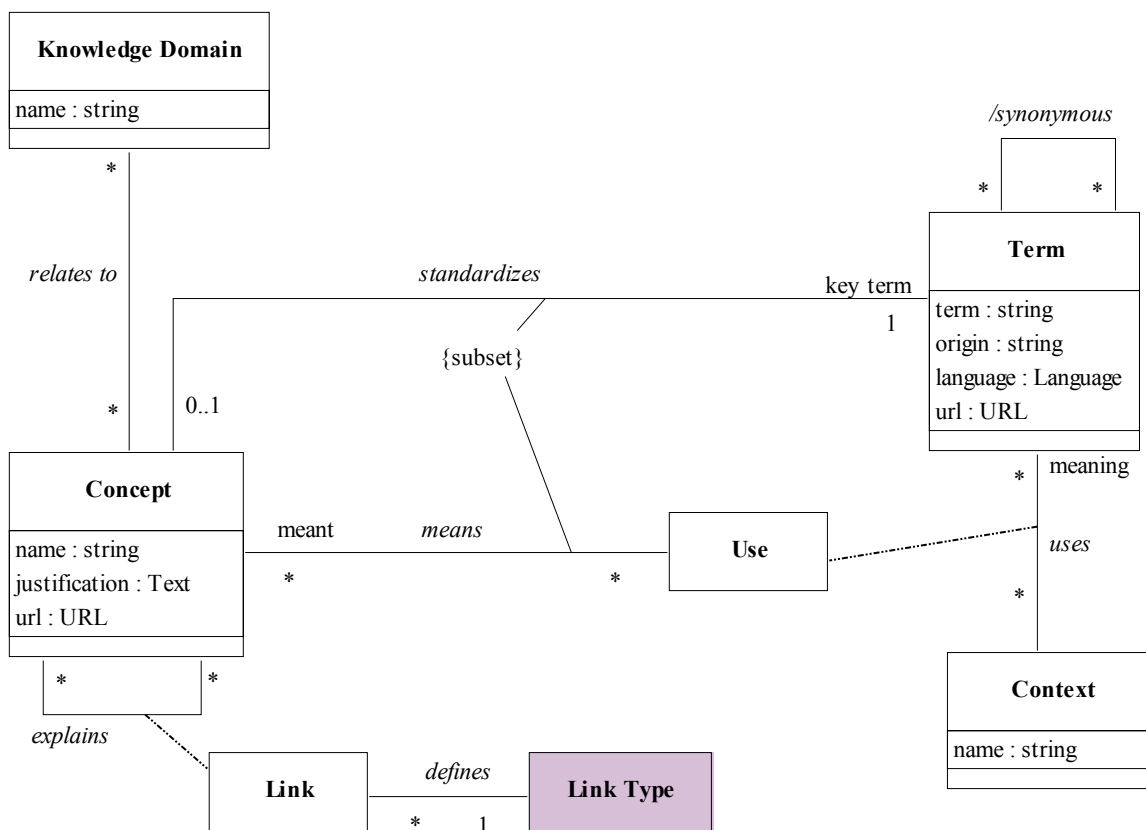 Knowledge Domain
name : string
*
relates to
*
/synonymous
*
*
Term
term : string
origin : string
language : Language
url : URL
standardizes
key term
1
{subset}
0..1
Concept
name : string
justification : Text
url : URL
meant
means
*
*
Use
*
meaning
uses
*
Context
name : string
*
*
explains
Link
defines
*
1
Link Type